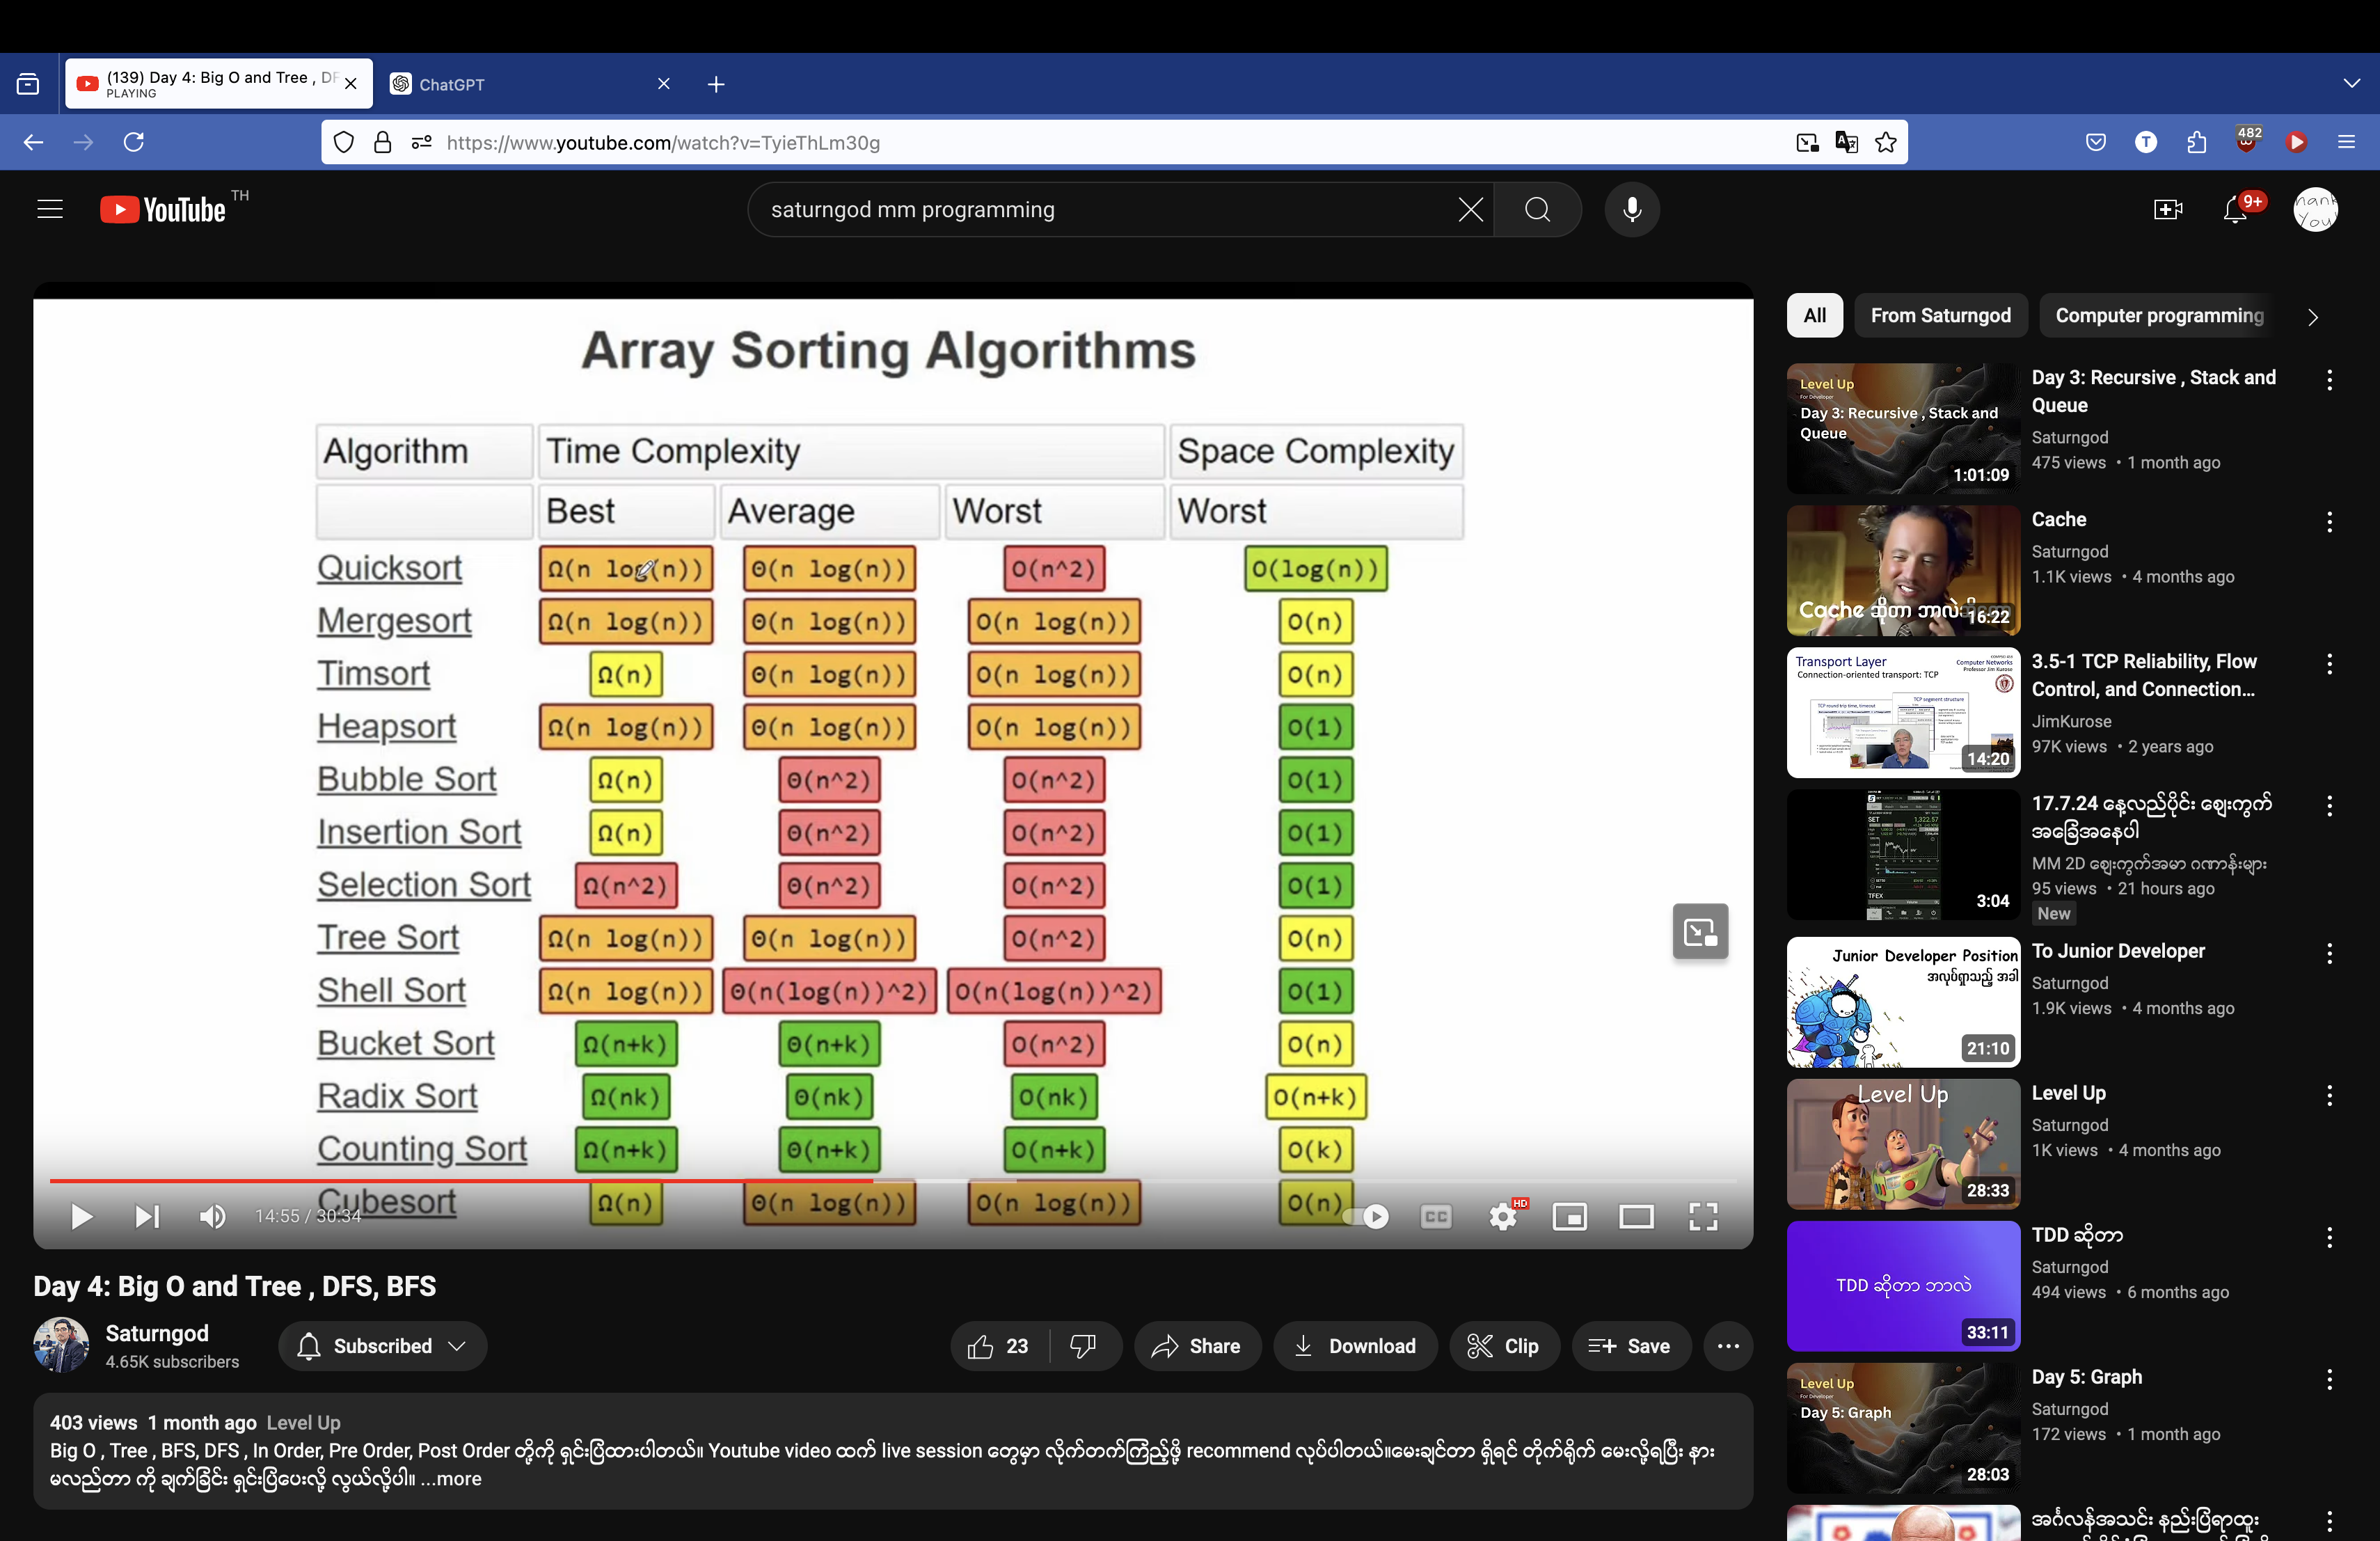 (139) Day 4: Big O and Tree , DF
PLAYING
ChatGPT
https://www.youtube.com/watch?v=TyieThLm30g
T
482
YouTube TH
saturngod mm programming
9+
Array Sorting Algorithms
Algorithm Time Complexity Space Complexity
Best Average Worst Worst
Quicksort Ω(n log(n)) Θ(n log(n)) O(n^2) O(log(n))
Mergesort Ω(n log(n)) Θ(n log(n)) O(n log(n)) O(n)
Timsort Ω(n) Θ(n log(n)) O(n log(n)) O(n)
Heapsort Ω(n log(n)) Θ(n log(n)) O(n log(n)) O(1)
Bubble Sort Ω(n) Θ(n^2) O(n^2) O(1)
Insertion Sort Ω(n) Θ(n^2) O(n^2) O(1)
Selection Sort Ω(n^2) Θ(n^2) O(n^2) O(1)
Tree Sort Ω(n log(n)) Θ(n log(n)) O(n^2) O(n)
Shell Sort Ω(n log(n)) Θ(n(log(n))^2) O(n(log(n))^2) O(1)
Bucket Sort Ω(n+k) Θ(n+k) O(n^2) O(n)
Radix Sort Ω(nk) Θ(nk) O(nk) O(n+k)
Counting Sort Ω(n+k) Θ(n+k) O(n+k) O(k)
Cubesort Ω(n) Θ(n log(n)) O(n log(n)) O(n)
14:55 / 30:34
CC HD
Day 4: Big O and Tree , DFS, BFS
Saturngod
4.65K subscribers
Subscribed
23 Share Download Clip Save
403 views 1 month ago Level Up
Big O , Tree , BFS, DFS , In Order, Pre Order, Post Order တို့ကို ရှင်းပြထားပါတယ်။ Youtube video ထက် live session တွေမှာ လိုက်တက်ကြည့်ဖို့ recommend လုပ်ပါတယ်။မေးချင်တာ ရှိရင် တိုက်ရိုက် မေးလို့ရပြီး နား
မလည်တာ ကို ချက်ခြင်း ရှင်းပြပေးလို့ လွယ်လို့ပါ။ ...more
All From Saturngod Computer programming
Level Up
For Developer
Day 3: Recursive , Stack and
Queue
1:01:09
Day 3: Recursive , Stack and
Queue
Saturngod
475 views • 1 month ago
Cache ဆိုတာ ဘာလဲ
16:22
Cache
Saturngod
1.1K views • 4 months ago
Transport Layer
Connection-oriented transport: TCP
Computer Networks
Professor Jim Kurose
14:20
3.5-1 TCP Reliability, Flow
Control, and Connection...
JimKurose
97K views • 2 years ago
SET
1,322.57
TFEX
3:04
17.7.24 နေ့လည်ပိုင်း ဈေးကွက်
အခြေအနေပါ
MM 2D ဈေးကွက်အမာ ဂဏာန်းများ
95 views • 21 hours ago
New
Junior Developer Position
အလုပ်ရှာသည့် အခါ
21:10
To Junior Developer
Saturngod
1.9K views • 4 months ago
Level Up
28:33
Level Up
Saturngod
1K views • 4 months ago
TDD ဆိုတာ ဘာလဲ
33:11
TDD ဆိုတာ
Saturngod
494 views • 6 months ago
Level Up
For Developer
Day 5: Graph
28:03
Day 5: Graph
Saturngod
172 views • 1 month ago
အင်္ဂလန်အသင်း နည်းပြရာထူး